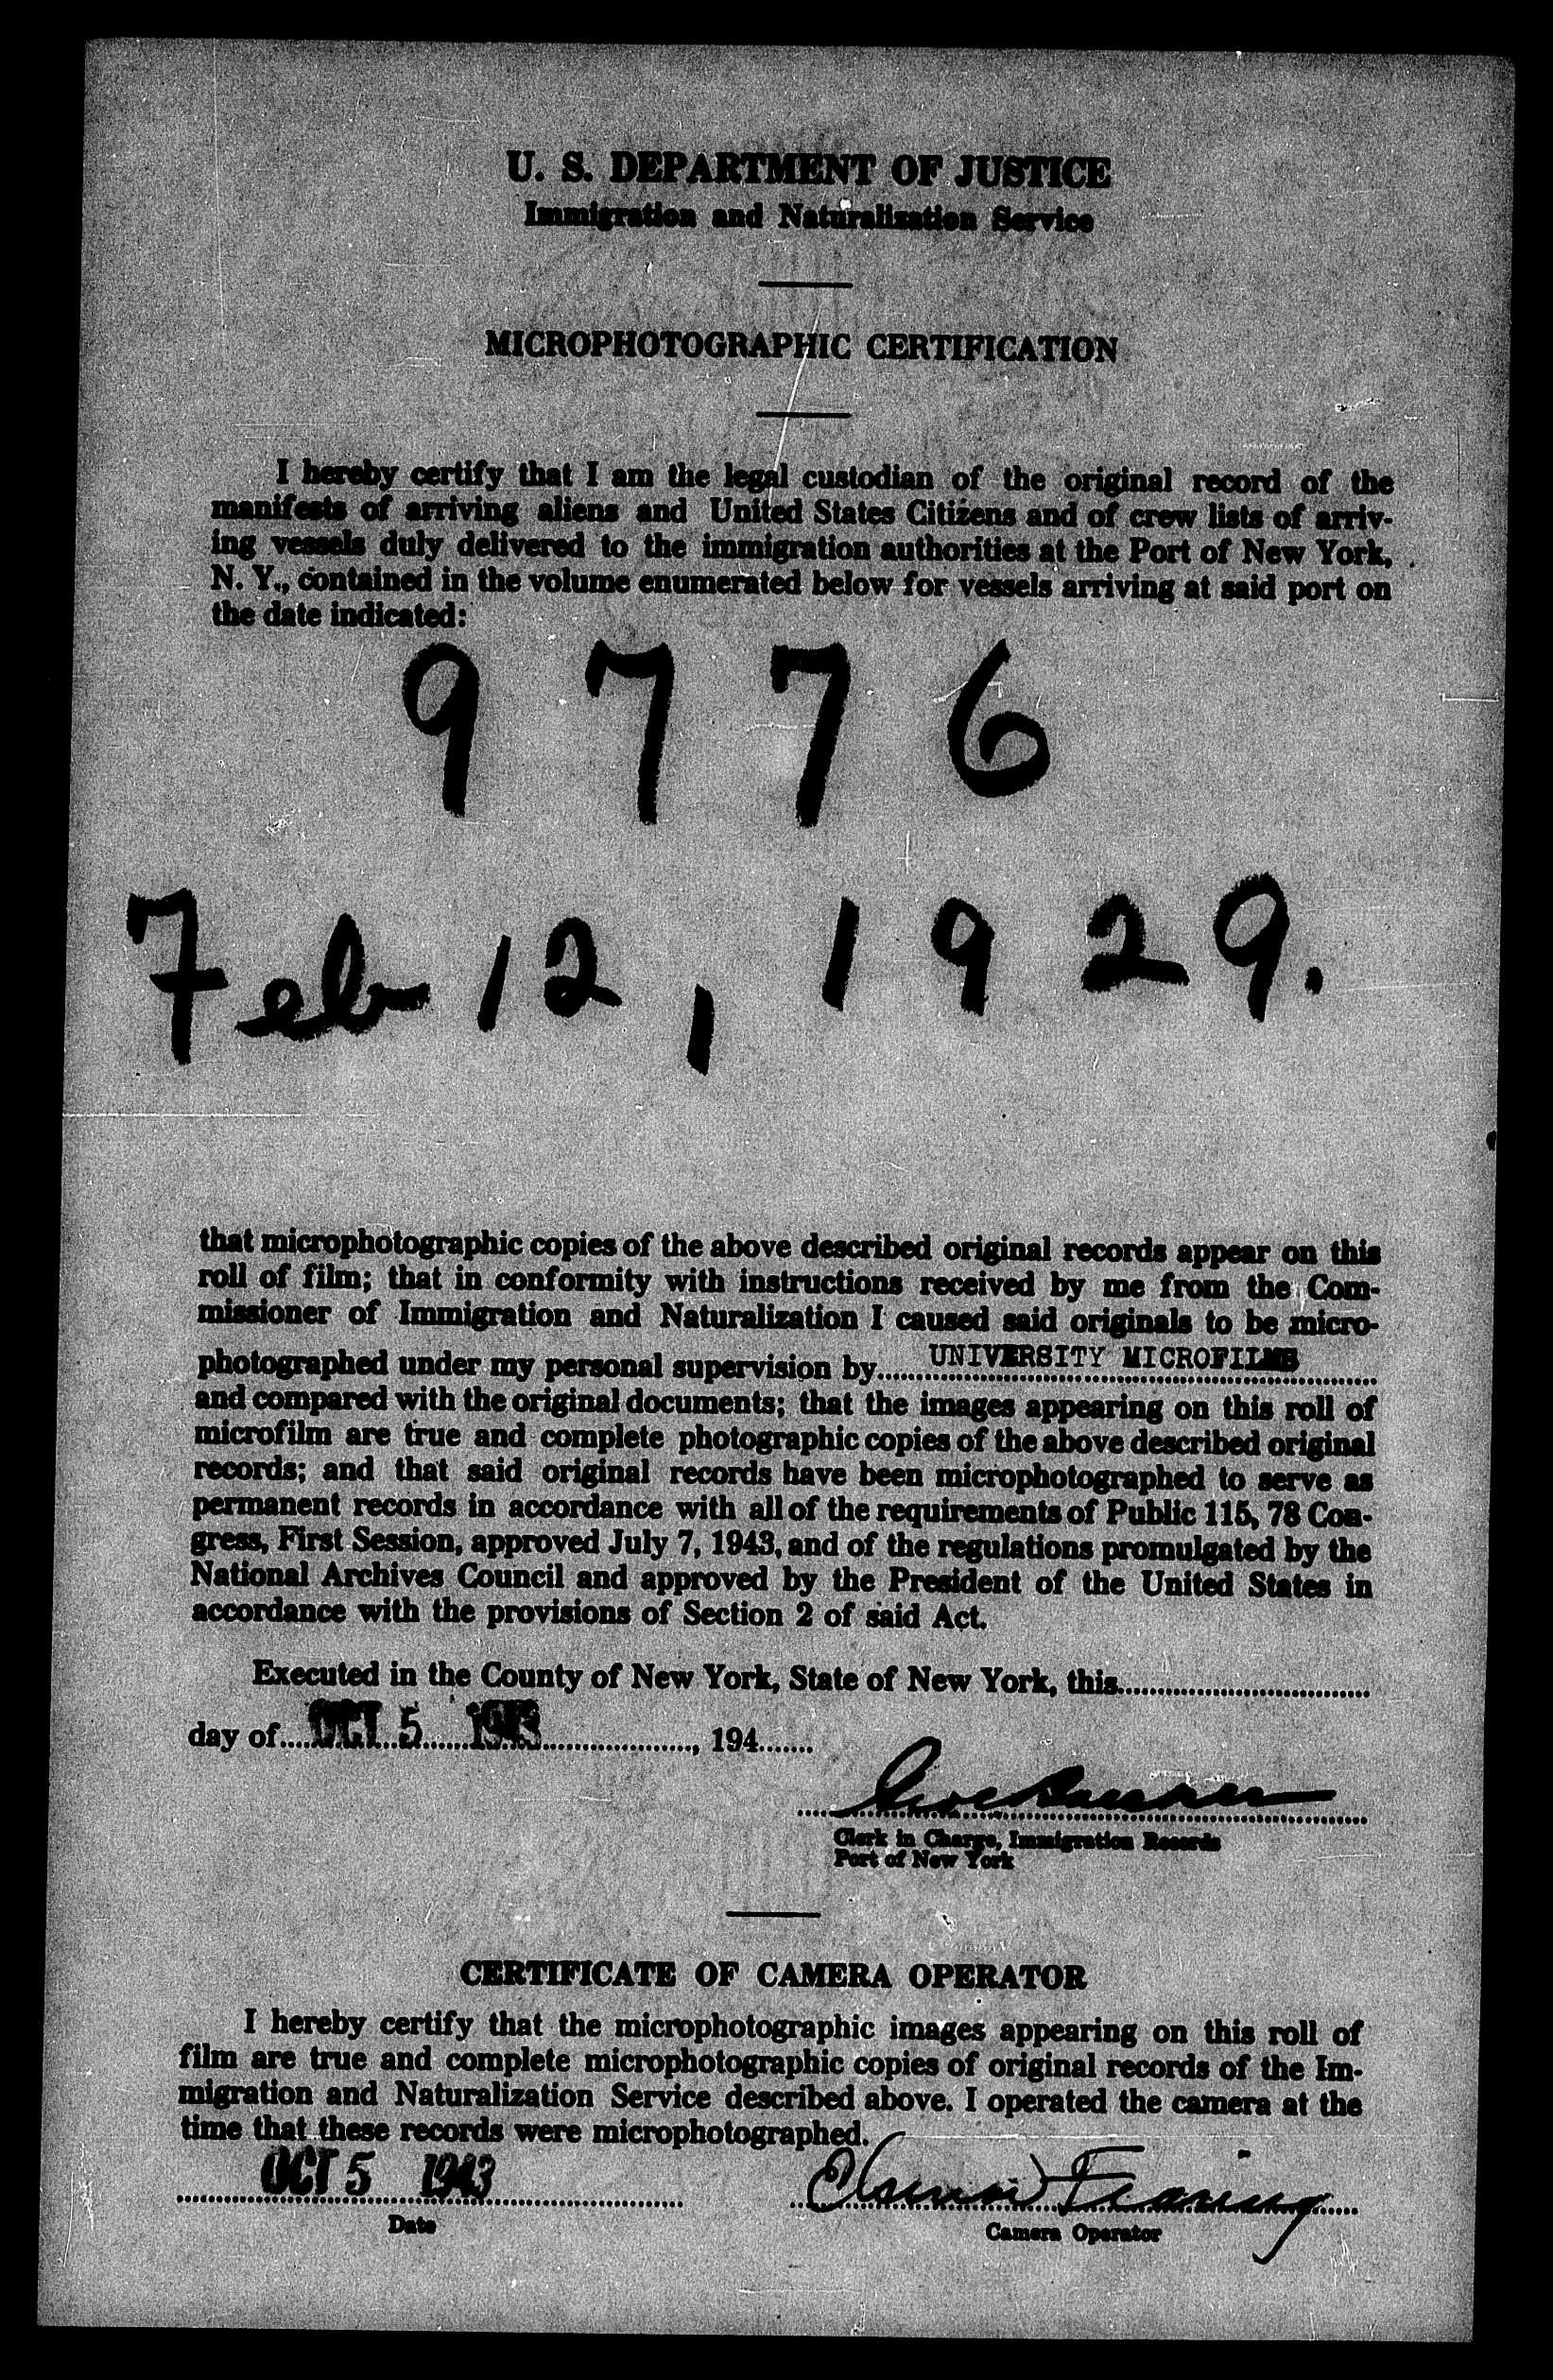 U. S. DEPARTMENT OF JUSTICE
Immigration and Naturalization Service
MICROPHOTOGRAPHIC CERTIFICATION
I hereby certify that I am the legal custodian of the original record of the
manifests of arriving aliens and United States Citizens and of crew lists of arriv-
ing vessels duly delivered to the immigration authorities at the Port of New York,
N. Y., contained in the volume enumerated below for vessels arriving at said port on
the date indicated:
9776
Feb 12, 1929.
that microphotographic copies of the above described original records appear on this
roll of film; that in conformity with instructions received by me from the Com-
missioner of Immigration and Naturalization I caused said originals to be micro-
photographed under my personal supervision by UNIVERSITY MICROFILMS
and compared with the original documents; that the images appearing on this roll of
microfilm are true and complete photographic copies of the above described original
records; and that said original records have been microphotographed to serve as
permanent records in accordance with all of the requirements of Public 115, 78 Con-
gress, First Session, approved July 7, 1943, and of the regulations promulgated by the
National Archives Council and approved by the President of the United States in
accordance with the provisions of Section 2 of said Act.
Executed in the County of New York, State of New York, this
day of OCT 5 1943, 194
Clerk in Charge, Immigration Records
Port of New York
CERTIFICATE OF CAMERA OPERATOR
I hereby certify that the microphotographic images appearing on this roll of
film are true and complete microphotographic copies of original records of the Im-
migration and Naturalization Service described above. I operated the camera at the
time that these records were microphotographed.
OCT 5 1943
Date
Camera Operator